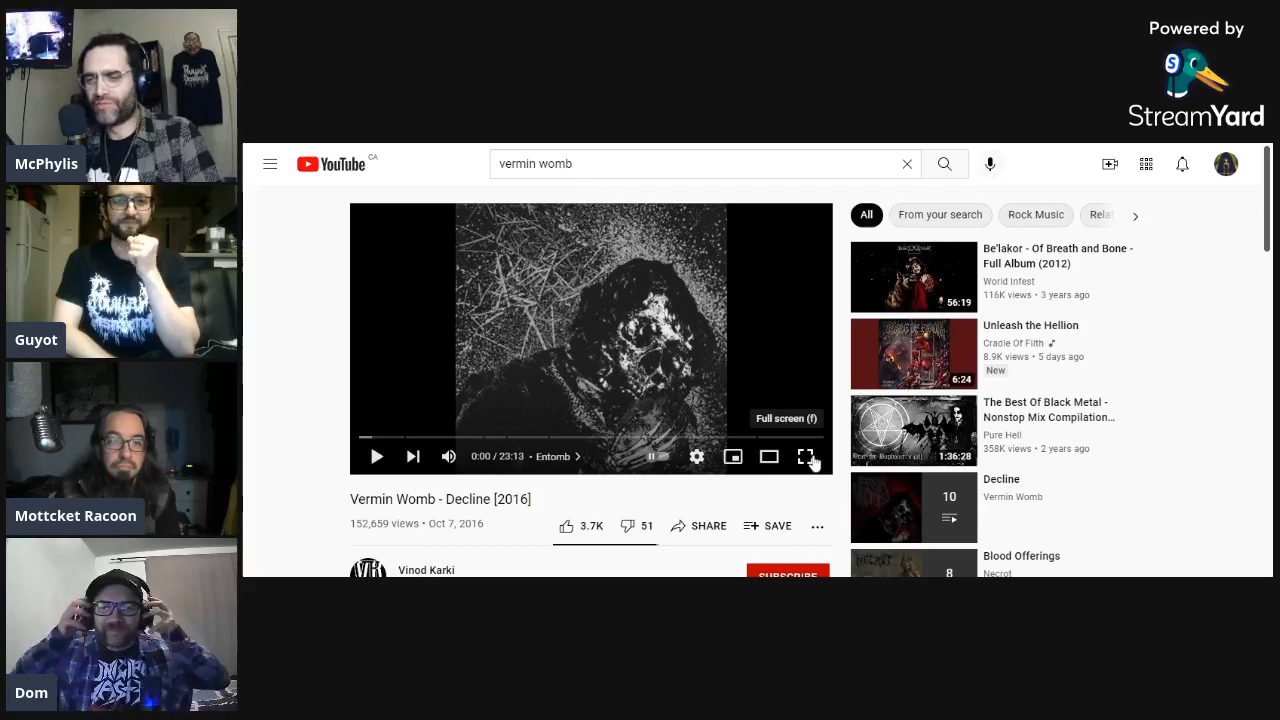 Powered by
StreamYard
McPhylis
Guyot
Mottcket Racoon
Dom
YouTube CA
vermin womb
Full screen (f)
0:00 / 23:13 • Entomb
Vermin Womb - Decline [2016]
152,659 views • Oct 7, 2016
3.7K
51
SHARE
SAVE
Vinod Karki
SUBSCRIBE
All
From your search
Rock Music
Relat
Be'lakor - Of Breath and Bone -
Full Album (2012)
World Infest
116K views • 3 years ago
56:19
Unleash the Hellion
Cradle Of Filth
8.9K views • 5 days ago
New
6:24
The Best Of Black Metal -
Nonstop Mix Compilation...
Pure Hell
358K views • 2 years ago
1:36:28
Decline
Vermin Womb
10
Blood Offerings
Necrot
8